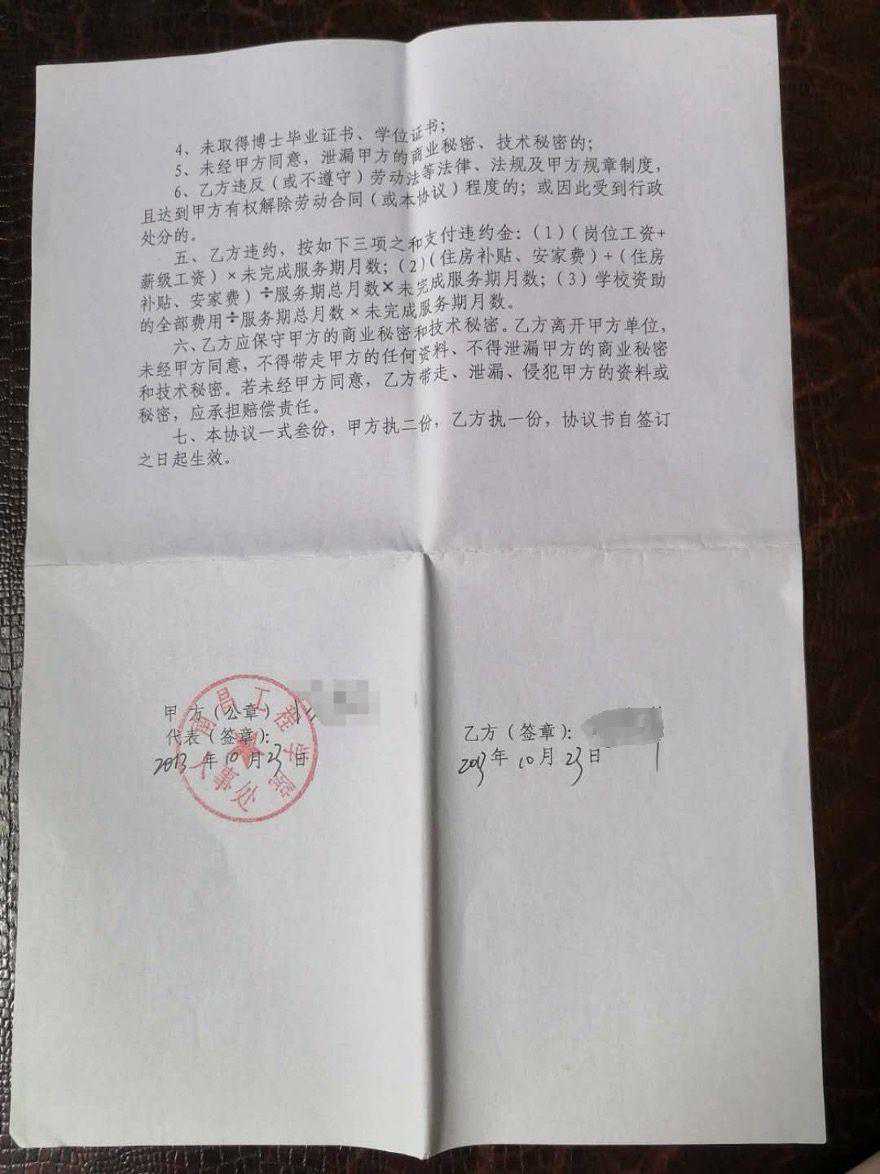 4、未取得博士毕业证书、学位证书；
5、未经甲方同意，泄漏甲方的商业秘密、技术秘密的；
6、乙方违反（或不遵守）劳动法等法律、法规及甲方规章制度，
且达到甲方有权解除劳动合同（或本协议）程度的；或因此受到行政
处分的。
五、乙方违约，按如下三项之和支付违约金：（1）（岗位工资+
薪级工资）×未完成服务期月数；（2）（住房补贴、安家费）+（住房
补贴、安家费）÷服务期总月数×未完成服务期月数；（3）学校资助
的全部费用÷服务期总月数×未完成服务期月数。
六、乙方应保守甲方的商业秘密和技术秘密。乙方离开甲方单位，
未经甲方同意，不得带走甲方的任何资料、不得泄漏甲方的商业秘密
和技术秘密。若未经甲方同意，乙方带走、泄漏、侵犯甲方的资料或
秘密，应承担赔偿责任。
七、本协议一式叁份，甲方执二份，乙方执一份，协议书自签订
之日起生效。
甲方（公章）
代表（签章）：
2013年10月23日
昌工程学院
人事处
乙方（签章）：
2013年10月23日